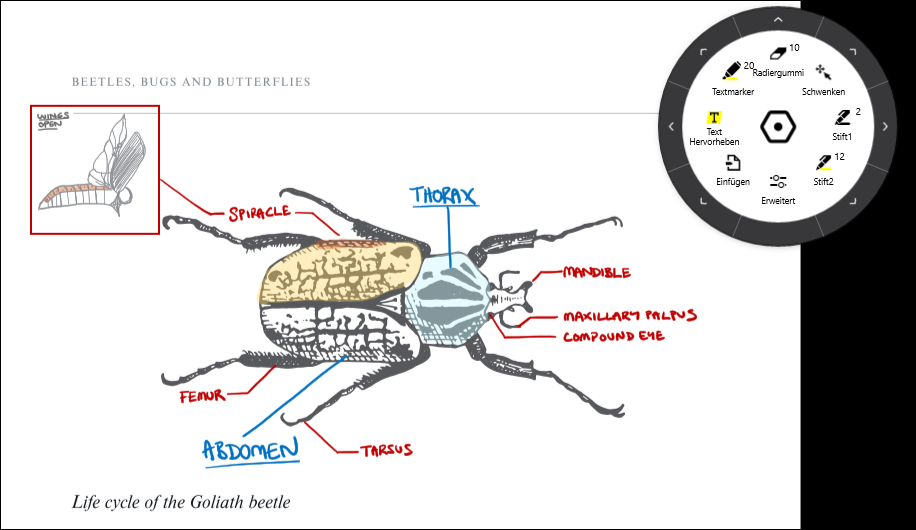 BEETLES, BUGS AND BUTTERFLIES
WINGS
OPEN
SPIRACLE
THORAX
MANDIBLE
MAXILLARY PALPUS
COMPOUND EYE
FEMUR
ABDOMEN
TARSUS
Life cycle of the Goliath beetle
10
Radiergummi
20
Textmarker
Schwenken
T
Text
Hervorheben
2
Stift1
Einfügen
12
Stift2
Erweitert